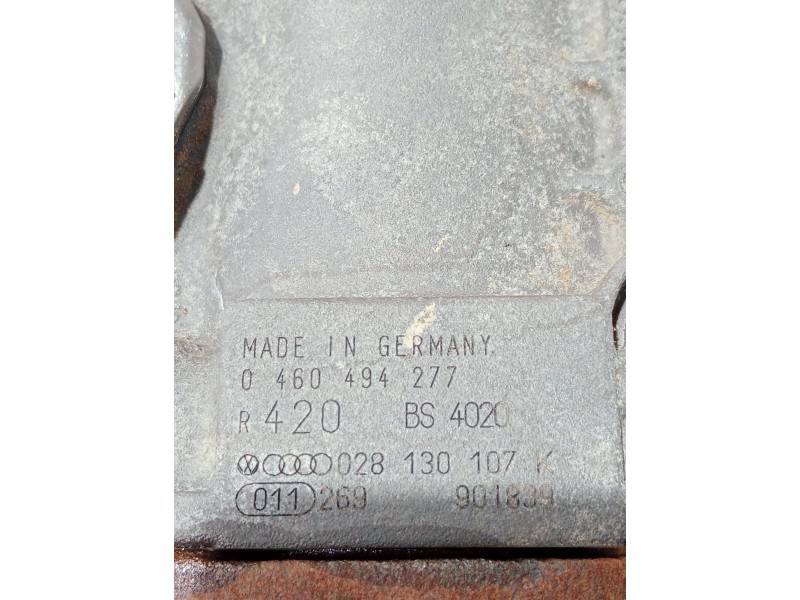 MADE IN GERMANY.
0 460 494 277
R 420 BS 4020
028 130 107 K
011 269 901839